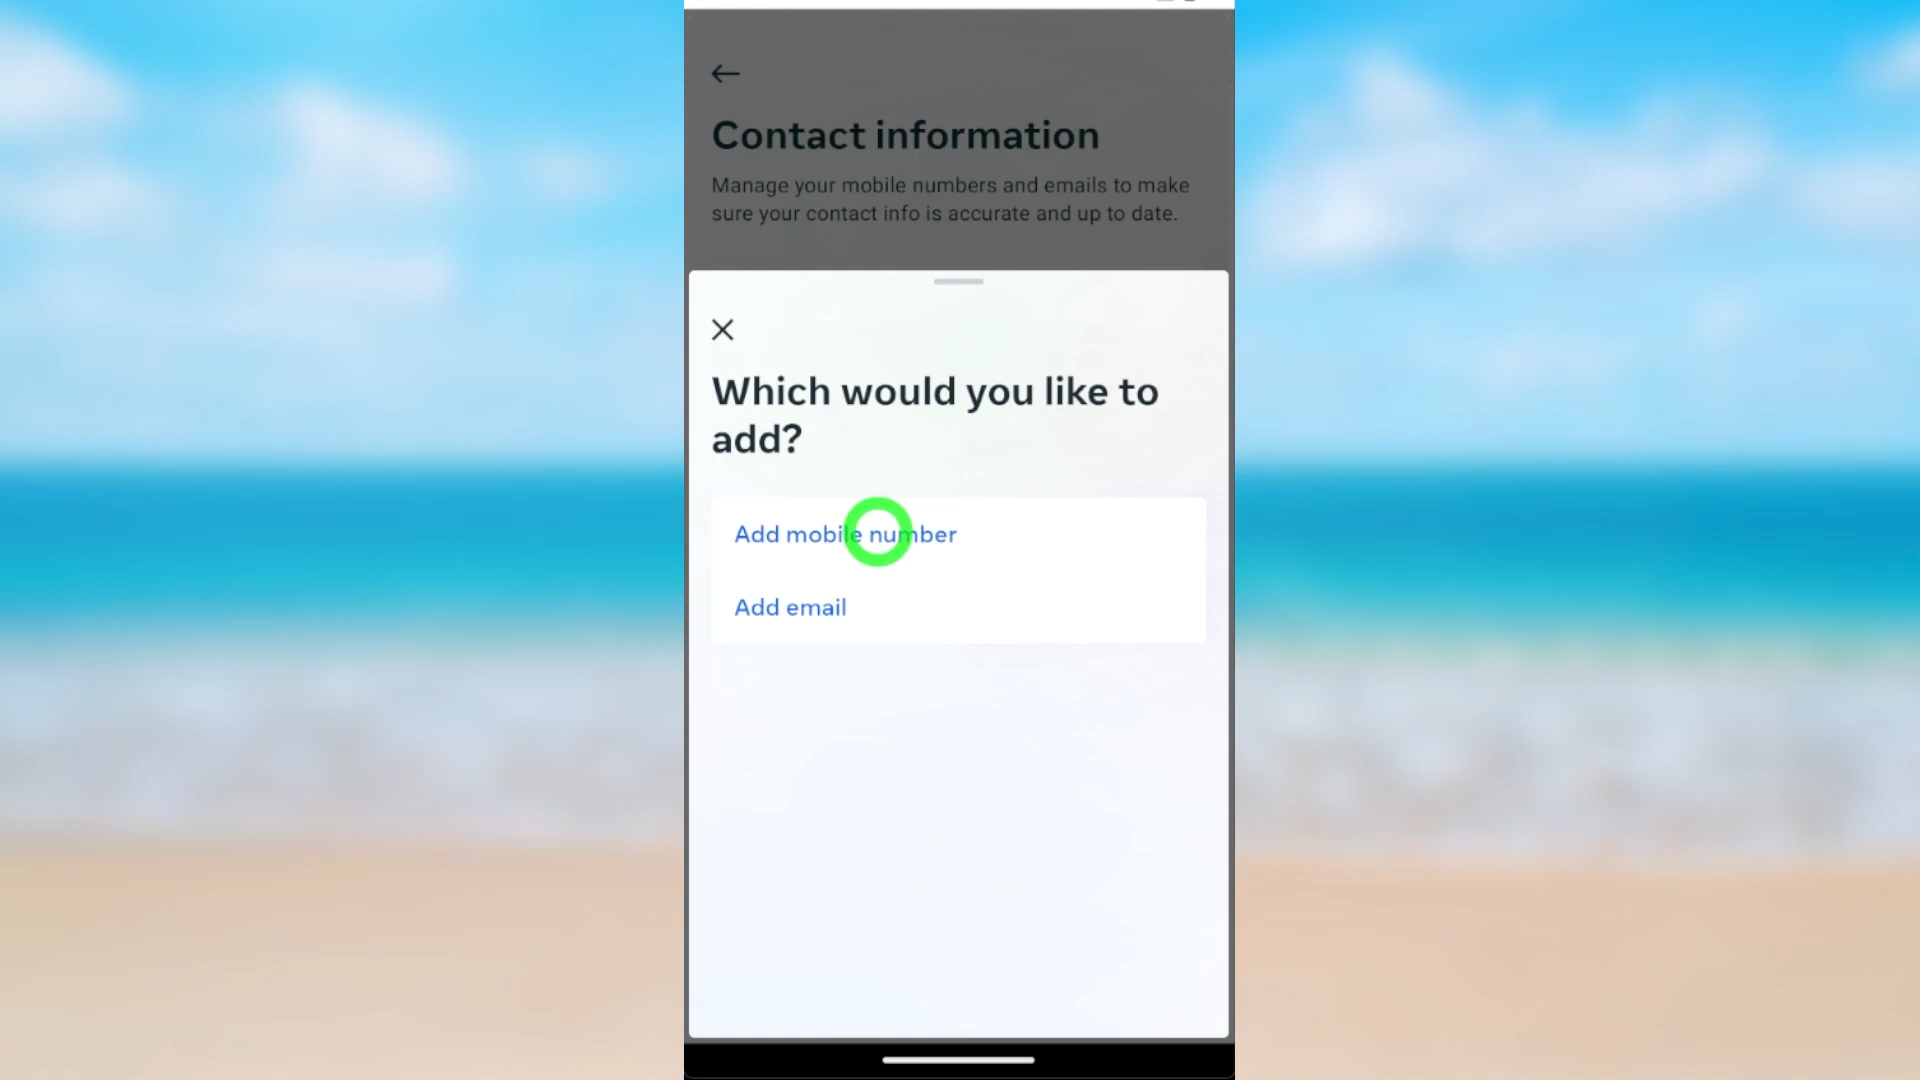 Contact information
Manage your mobile numbers and emails to make
sure your contact info is accurate and up to date.
Which would you like to
add?
Add mobile number
Add email